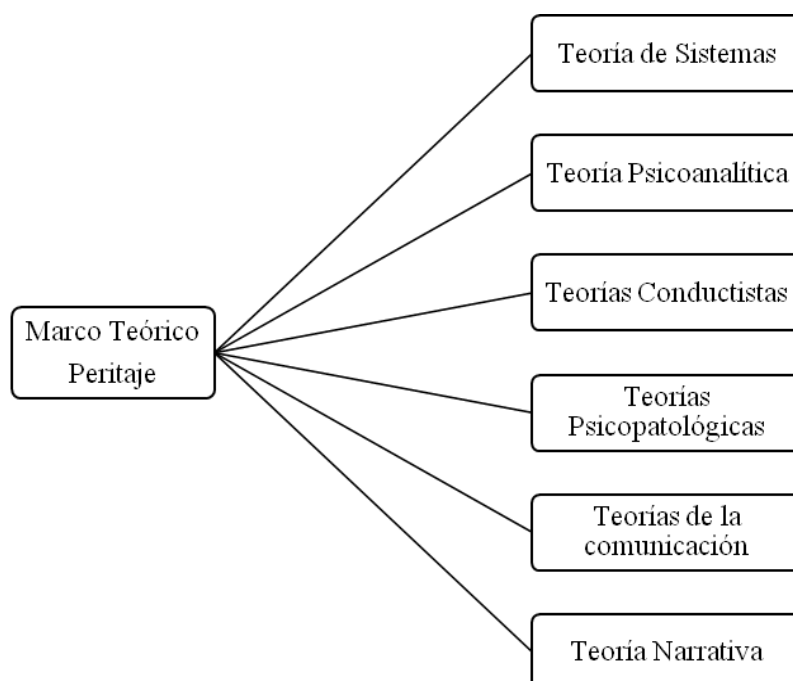 Teoría de Sistemas
Teoría Psicoanalítica
Teorías Conductistas
Marco Teórico
Peritaje
Teorías
Psicopatológicas
Teorías de la
comunicación
Teoría Narrativa